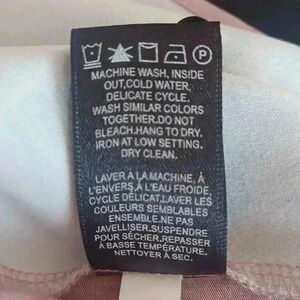 P
MACHINE WASH, INSIDE
OUT,COLD WATER,
DELICATE CYCLE.
WASH SIMILAR COLORS
TOGETHER.DO NOT
BLEACH.HANG TO DRY.
IRON AT LOW SETTING.
DRY CLEAN.
LAVER À LA MACHINE, À
L'ENVERS,À L'EAU FROIDE,
CYCLE DÉLICAT.LAVER LES
COULEURS SEMBLABLES
ENSEMBLE.NE PAS
JAVELLISER.SUSPENDRE
POUR SÉCHER.REPASSER
À BASSE TEMPÉRATURE.
NETTOYER À SEC.